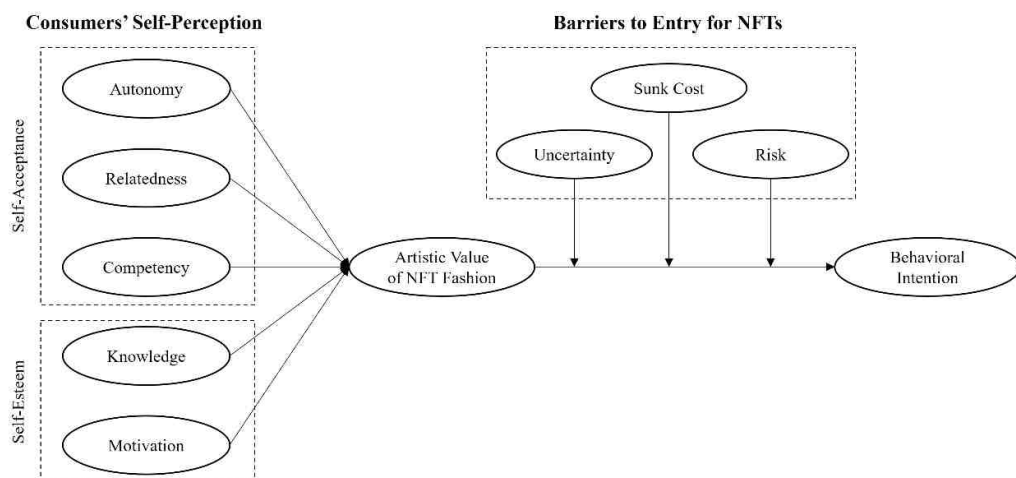 Consumers’ Self-Perception
Barriers to Entry for NFTs
Self-Acceptance
Autonomy
Relatedness
Competency
Self-Esteem
Knowledge
Motivation
Artistic Value
of NFT Fashion
Sunk Cost
Uncertainty
Risk
Behavioral
Intention